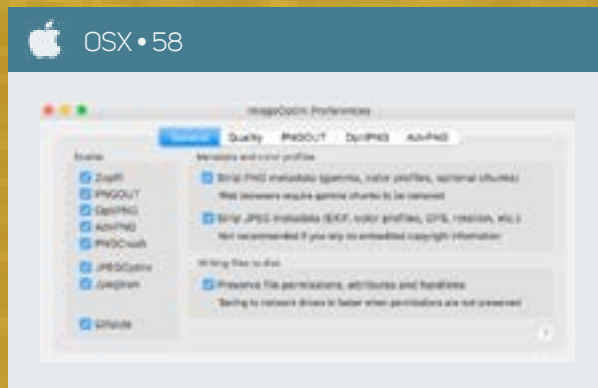 OSX • 58
ImageOptim Preferences
General Quality PNGOUT OptiPNG AdvPNG
Enable
Zopfli
PNGOUT
OptiPNG
AdvPNG
PNGCrush
JPEGOptim
Jpegtran
Gifsicle
Metadata and color profiles
Strip PNG metadata (gamma, color profiles, optional chunks)
Web browsers require gamma chunks to be removed
Strip JPEG metadata (EXIF, color profiles, GPS, rotation, etc.)
Not recommended if you rely on embedded copyright information
Writing files to disk
Preserve file permissions, attributes and hardlinks
Saving to network drives is faster when permissions are not preserved